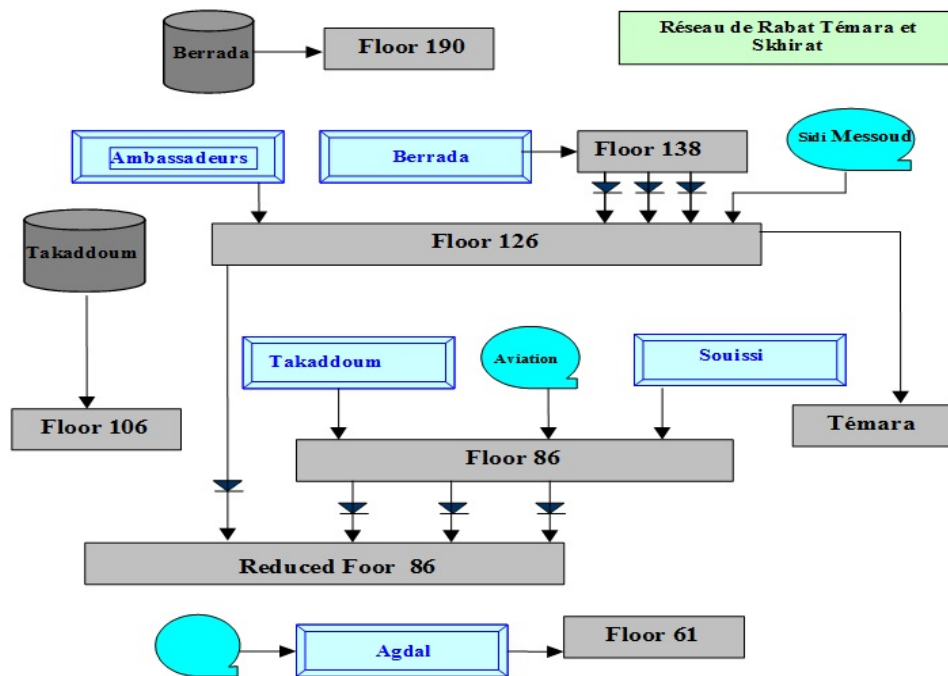 Berrada
Floor 190
Réseau de Rabat Témara et
Skhirat
Ambassadeurs
Berrada
Floor 138
Sidi Messoud
Floor 126
Takaddoum
Takaddoum
Aviation
Souissi
Floor 106
Témara
Floor 86
Reduced Foor 86
Agdal
Floor 61